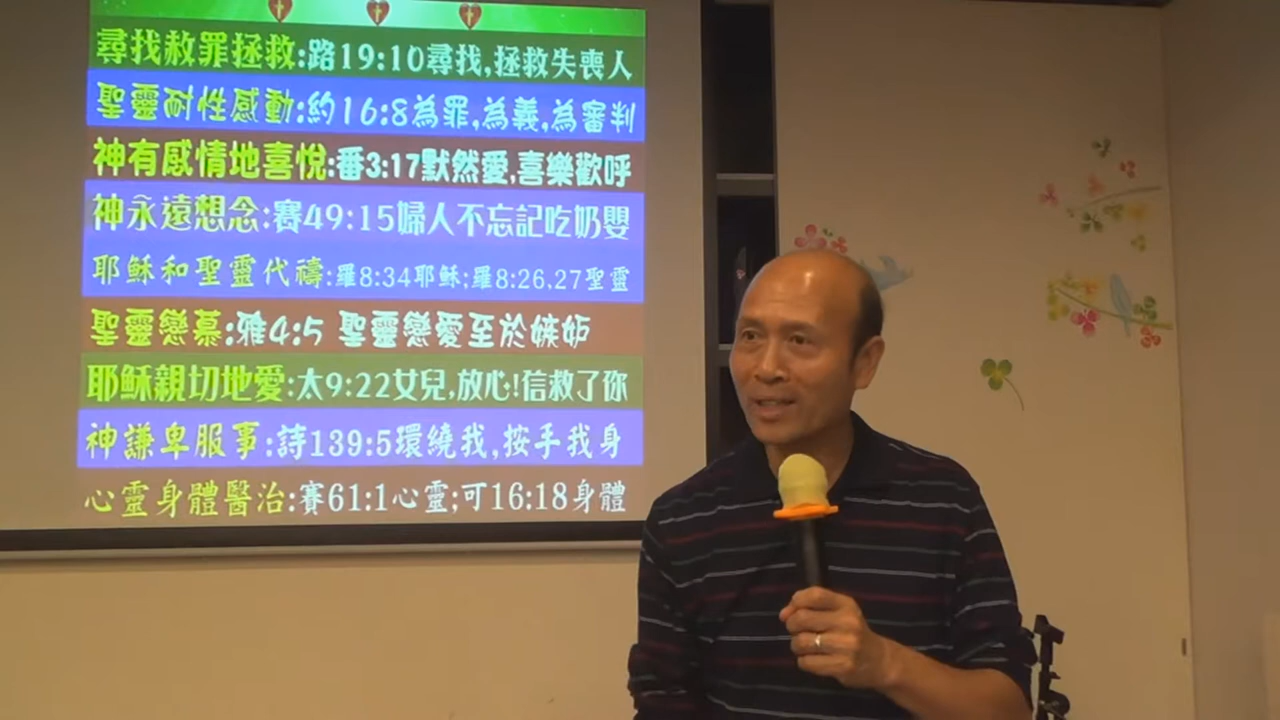 尋找赦罪拯救:路19:10尋找,拯救失喪人
聖靈耐性感動:約16:8為罪,為義,為審判
神有感情地喜悅:番3:17默然愛,喜樂歡呼
神永遠想念:賽49:15婦人不忘記吃奶嬰
耶穌和聖靈代禱:羅8:34耶穌;羅8:26,27聖靈
聖靈戀慕:雅4:5 聖靈戀愛至於嫉妒
耶穌親切地愛:太9:22女兒,放心!信救了你
神謙卑服事:詩139:5環繞我,按手我身
心靈身體醫治:賽61:1心靈;可16:18身體